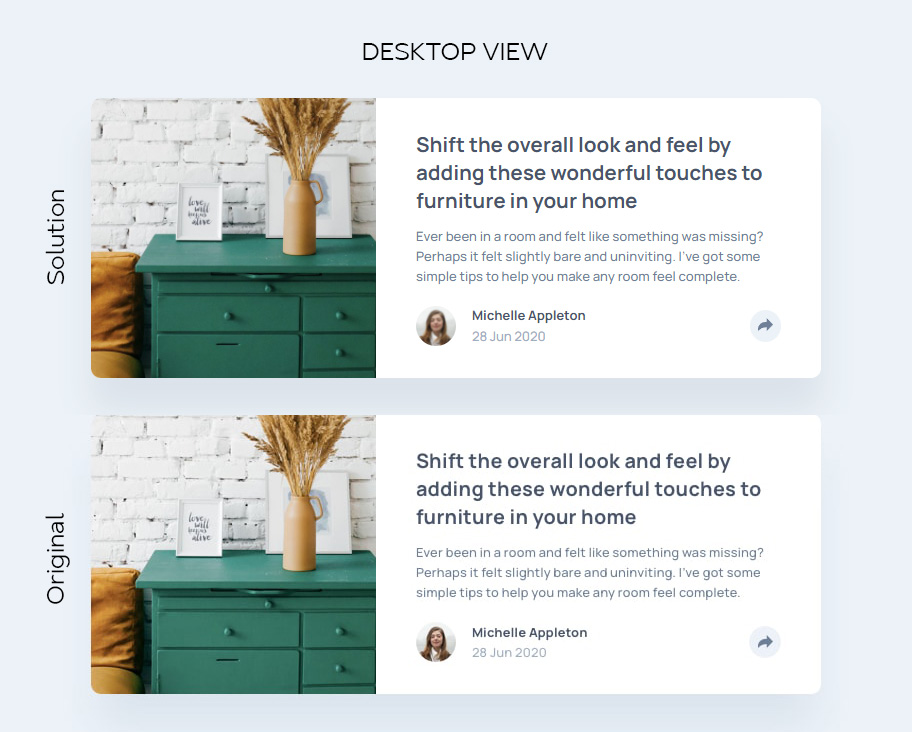 DESKTOP VIEW
Solution
love
will
keep us
alive
Shift the overall look and feel by
adding these wonderful touches to
furniture in your home
Ever been in a room and felt like something was missing?
Perhaps it felt slightly bare and uninviting. I've got some
simple tips to help you make any room feel complete.
Michelle Appleton
28 Jun 2020
Original
love
will
keep us
alive
Shift the overall look and feel by
adding these wonderful touches to
furniture in your home
Ever been in a room and felt like something was missing?
Perhaps it felt slightly bare and uninviting. I've got some
simple tips to help you make any room feel complete.
Michelle Appleton
28 Jun 2020